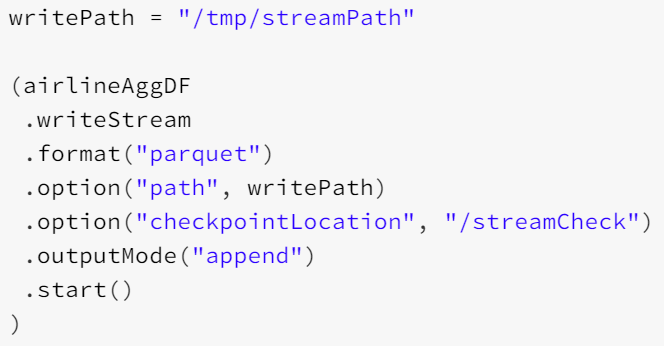 writePath = "/tmp/streamPath"

(airlineAggDF
 .writeStream
 .format("parquet")
 .option("path", writePath)
 .option("checkpointLocation", "/streamCheck")
 .outputMode("append")
 .start()
)